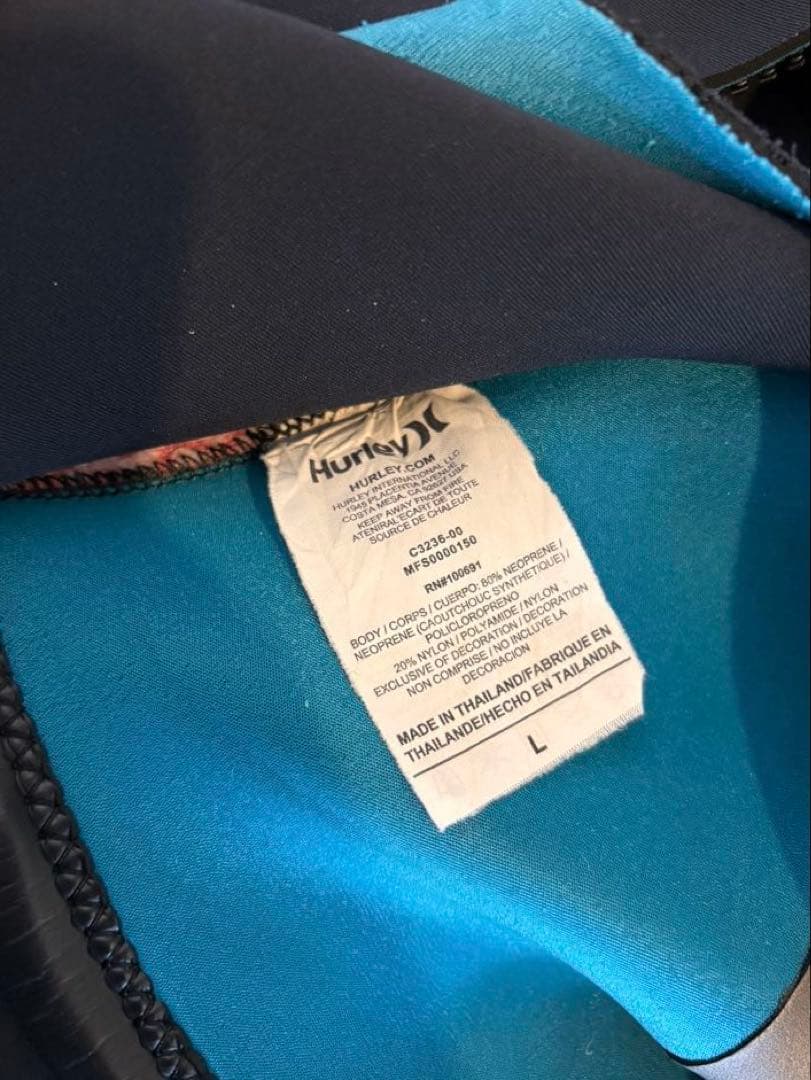 Hurley
HURLEY.COM
HURLEY INTERNATIONAL LLC
1945 PLACENTIA AVENUE
COSTA MESA, CA 92627 USA
KEEP AWAY FROM FIRE
ATENIRAL'ECART DE TOUTE
SOURCE DE CHALEUR
C3236-00
MFS0000150
RN#100691
BODY / CORPS / CUERPO: 80% NEOPRENE /
NEOPRENE (CAOUTCHOUC SYNTHETIQUE) /
POLICLOROPRENO
20% NYLON / POLYAMIDE / NYLON
EXCLUSIVE OF DECORATION / DECORATION
NON COMPRISE / NO INCLUYE LA
DECORACION
MADE IN THAILAND/FABRIQUE EN
THAILANDE/HECHO EN TAILANDIA
L